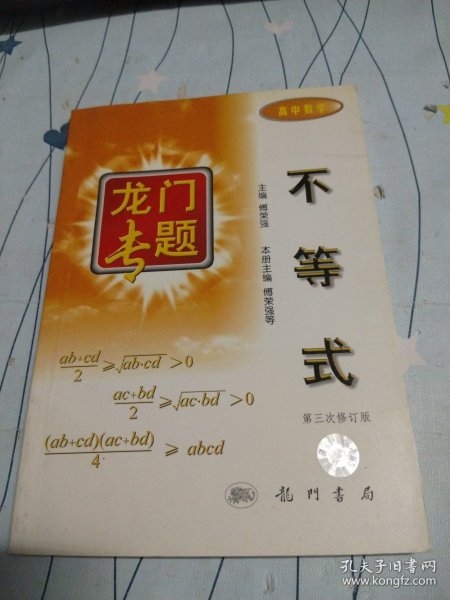 高中数学
龙门
专题
不等式
主编 傅荣强
本册主编 傅荣强等
(ab+cd)/2 ≥ √(ab·cd) > 0
(ac+bd)/2 ≥ √(ac·bd) > 0
(ab+cd)(ac+bd)/4 ≥ abcd
第三次修订版
龍門書局
孔夫子旧书网
www.kongfz.com